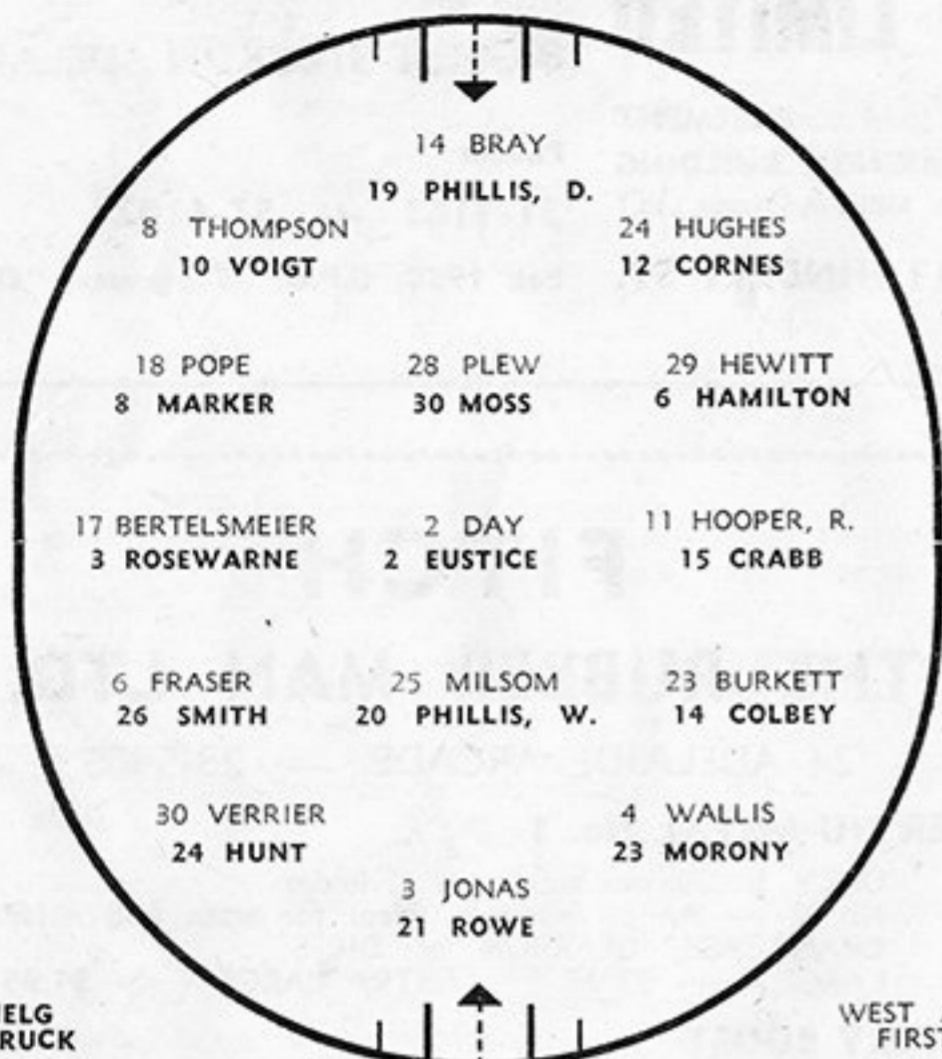 14 BRAY
19 PHILLIS, D.
8 THOMPSON
10 VOIGT
24 HUGHES
12 CORNES
18 POPE
8 MARKER
28 PLEW
30 MOSS
29 HEWITT
6 HAMILTON
17 BERTELSMEIER
3 ROSEWARNE
2 DAY
2 EUSTICE
11 HOOPER, R.
15 CRABB
6 FRASER
26 SMITH
25 MILSOM
20 PHILLIS, W.
23 BURKETT
14 COLBEY
30 VERRIER
24 HUNT
4 WALLIS
23 MORONY
3 JONAS
21 ROWE
ELG
RUCK
WEST
FIRS